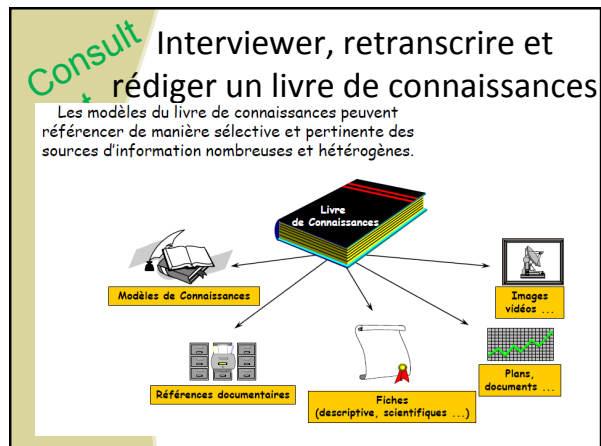 Consult
Interviewer, retranscrire et
rédiger un livre de connaissances
Les modèles du livre de connaissances peuvent
référencer de manière sélective et pertinente des
sources d'information nombreuses et hétérogènes.
Livre
de Connaissances
Modèles de Connaissances
Images
vidéos ...
Références documentaires
Fiches
(descriptive, scientifiques ...)
Plans,
documents ...